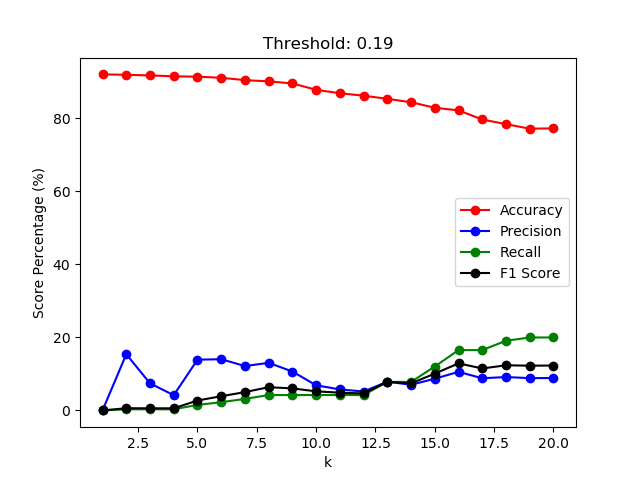 Threshold: 0.19
Score Percentage (%)
80
60
40
20
0
Accuracy
Precision
Recall
F1 Score
2.5 5.0 7.5 10.0 12.5 15.0 17.5 20.0
k